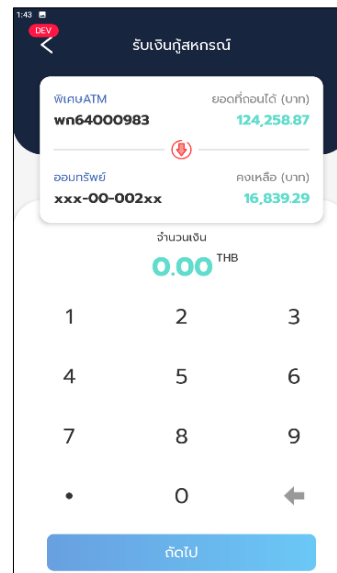 1:43
DEV
รับเงินกู้สหกรณ์
พิเศษATM ยอดที่ถอนได้ (บาท)
พท64000983 124,258.87
ออมทรัพย์ คงเหลือ (บาท)
xxx-00-002xx 16,839.29
จำนวนเงิน
0.00 THB
1 2 3
4 5 6
7 8 9
. 0
ถัดไป